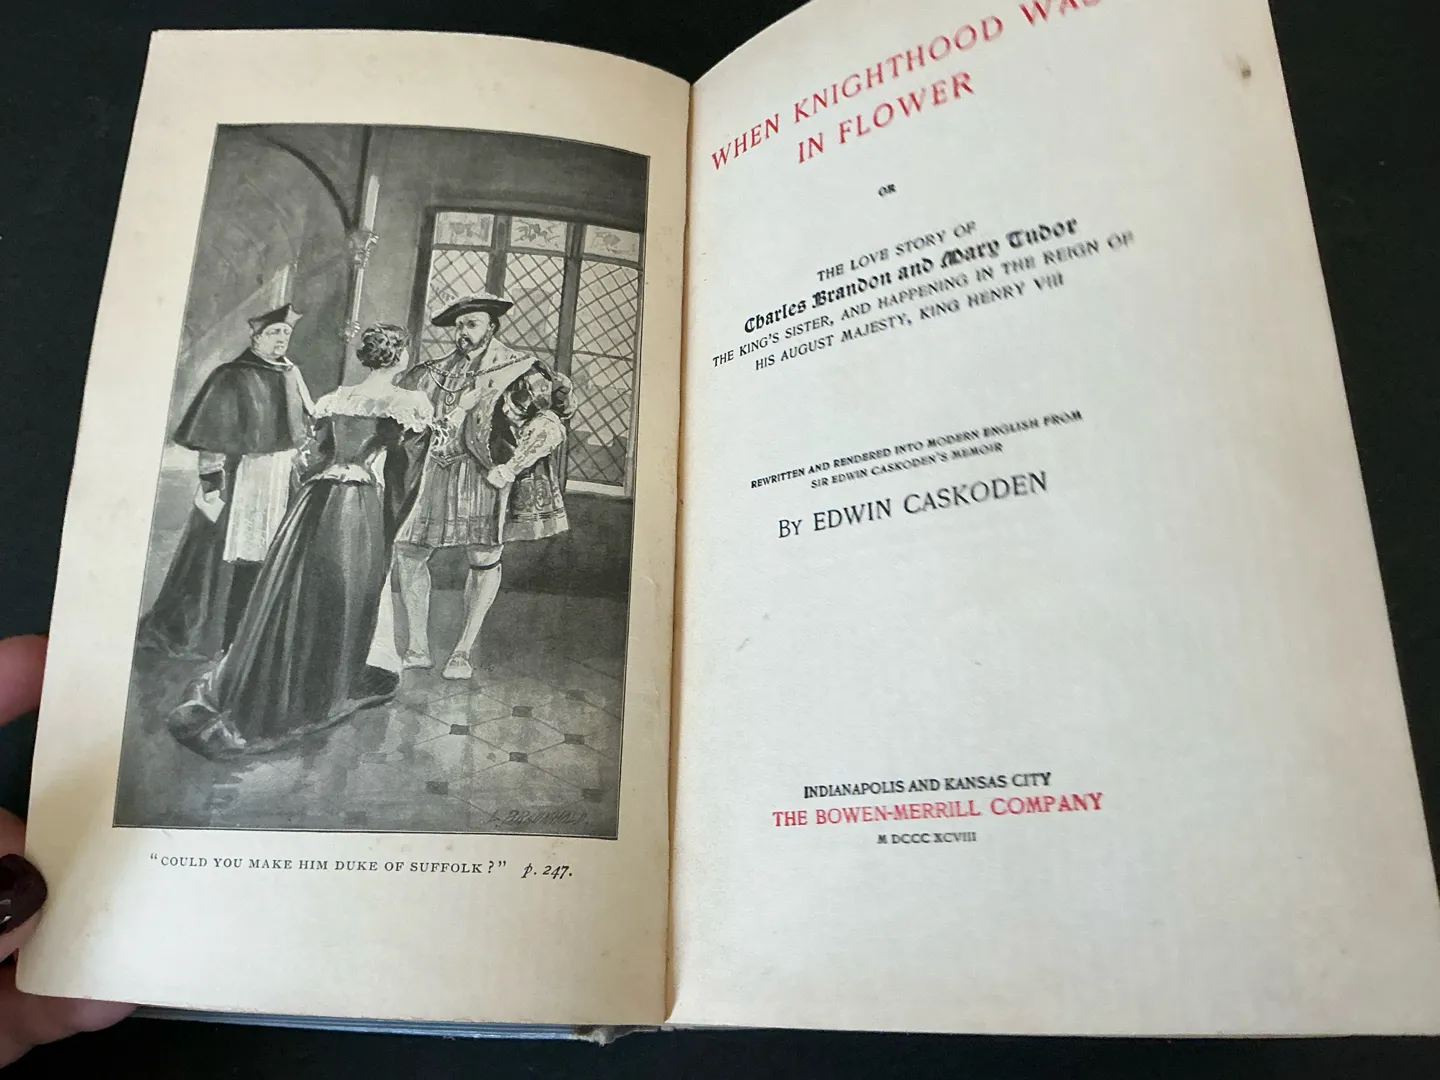 "COULD YOU MAKE HIM DUKE OF SUFFOLK?" p. 247.
WHEN KNIGHTHOOD WAS
IN FLOWER
OR
THE LOVE STORY OF
Charles Brandon and Mary Tudor
THE KING'S SISTER, AND HAPPENING IN THE REIGN OF
HIS AUGUST MAJESTY, KING HENRY VIII
REWRITTEN AND RENDERED INTO MODERN ENGLISH FROM
SIR EDWIN CASKODEN'S MEMOIR
By EDWIN CASKODEN
INDIANAPOLIS AND KANSAS CITY
THE BOWEN-MERRILL COMPANY
M DCCC XCVIII